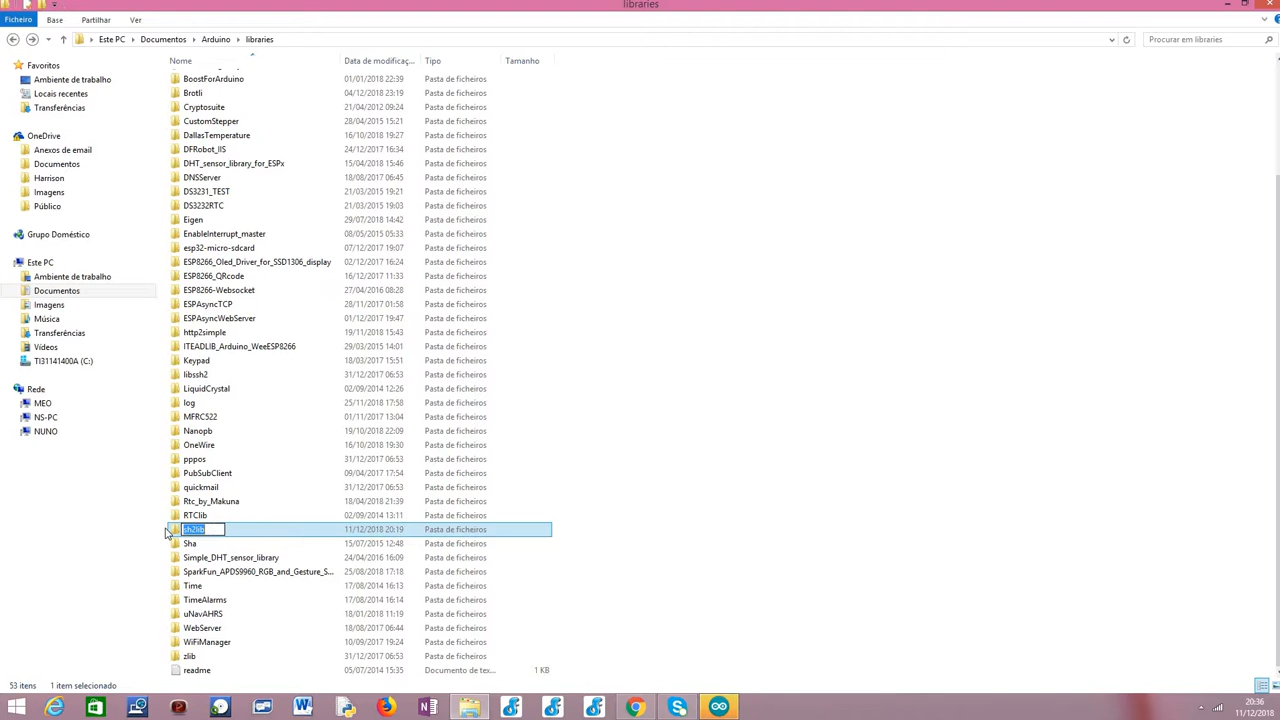 libraries
Ficheiro Base Partilhar Ver
Este PC Documentos Arduino libraries Procurar em libraries
Nome Data de modificaç... Tipo Tamanho
Favoritos
Ambiente de trabalho
Locais recentes
Transferências
OneDrive
Anexos de email
Documentos
Harrison
Imagens
Público
Grupo Doméstico
Este PC
Ambiente de trabalho
Documentos
Imagens
Música
Transferências
Vídeos
TI31141400A (C:)
Rede
MEO
NS-PC
NUNO
BoostForArduino 01/01/2018 22:39 Pasta de ficheiros
Brotli 04/12/2018 23:19 Pasta de ficheiros
Cryptosuite 21/04/2012 09:24 Pasta de ficheiros
CustomStepper 28/04/2015 15:21 Pasta de ficheiros
DallasTemperature 16/10/2018 19:27 Pasta de ficheiros
DFRobot_IIS 24/12/2017 16:34 Pasta de ficheiros
DHT_sensor_library_for_ESPx 15/04/2018 15:46 Pasta de ficheiros
DNSServer 18/08/2017 06:45 Pasta de ficheiros
DS3231_TEST 21/03/2015 19:21 Pasta de ficheiros
DS3232RTC 21/03/2015 19:03 Pasta de ficheiros
Eigen 29/07/2018 14:42 Pasta de ficheiros
EnableInterrupt_master 08/05/2015 05:33 Pasta de ficheiros
esp32-micro-sdcard 07/12/2017 19:07 Pasta de ficheiros
ESP8266_Oled_Driver_for_SSD1306_display 02/12/2017 16:24 Pasta de ficheiros
ESP8266_QRcode 16/12/2017 11:33 Pasta de ficheiros
ESP8266-Websocket 27/04/2016 08:28 Pasta de ficheiros
ESPAsyncTCP 28/11/2017 01:58 Pasta de ficheiros
ESPAsyncWebServer 01/12/2017 19:47 Pasta de ficheiros
http2simple 19/11/2018 15:43 Pasta de ficheiros
ITEADLIB_Arduino_WeeESP8266 29/03/2015 14:01 Pasta de ficheiros
Keypad 18/03/2017 15:51 Pasta de ficheiros
libssh2 31/12/2017 06:53 Pasta de ficheiros
LiquidCrystal 02/09/2014 12:26 Pasta de ficheiros
log 25/11/2018 17:58 Pasta de ficheiros
MFRC522 01/11/2017 13:04 Pasta de ficheiros
Nanopb 19/10/2018 22:09 Pasta de ficheiros
OneWire 16/10/2018 19:30 Pasta de ficheiros
pppos 31/12/2017 06:53 Pasta de ficheiros
PubSubClient 09/04/2017 17:54 Pasta de ficheiros
quickmail 31/12/2017 06:53 Pasta de ficheiros
Rtc_by_Makuna 18/04/2018 21:39 Pasta de ficheiros
RTClib 02/09/2014 13:11 Pasta de ficheiros
sh2lib 11/12/2018 20:19 Pasta de ficheiros
Sha 15/07/2015 12:48 Pasta de ficheiros
Simple_DHT_sensor_library 24/04/2016 16:09 Pasta de ficheiros
SparkFun_APDS9960_RGB_and_Gesture_S... 25/08/2018 17:18 Pasta de ficheiros
Time 17/08/2014 16:13 Pasta de ficheiros
TimeAlarms 17/08/2014 16:14 Pasta de ficheiros
uNavAHRS 18/01/2018 11:19 Pasta de ficheiros
WebServer 18/08/2017 06:44 Pasta de ficheiros
WiFiManager 10/09/2017 19:24 Pasta de ficheiros
zlib 31/12/2017 06:53 Pasta de ficheiros
readme 05/07/2014 15:35 Documento de tex... 1 KB
53 itens 1 item selecionado
20:36
11/12/2018